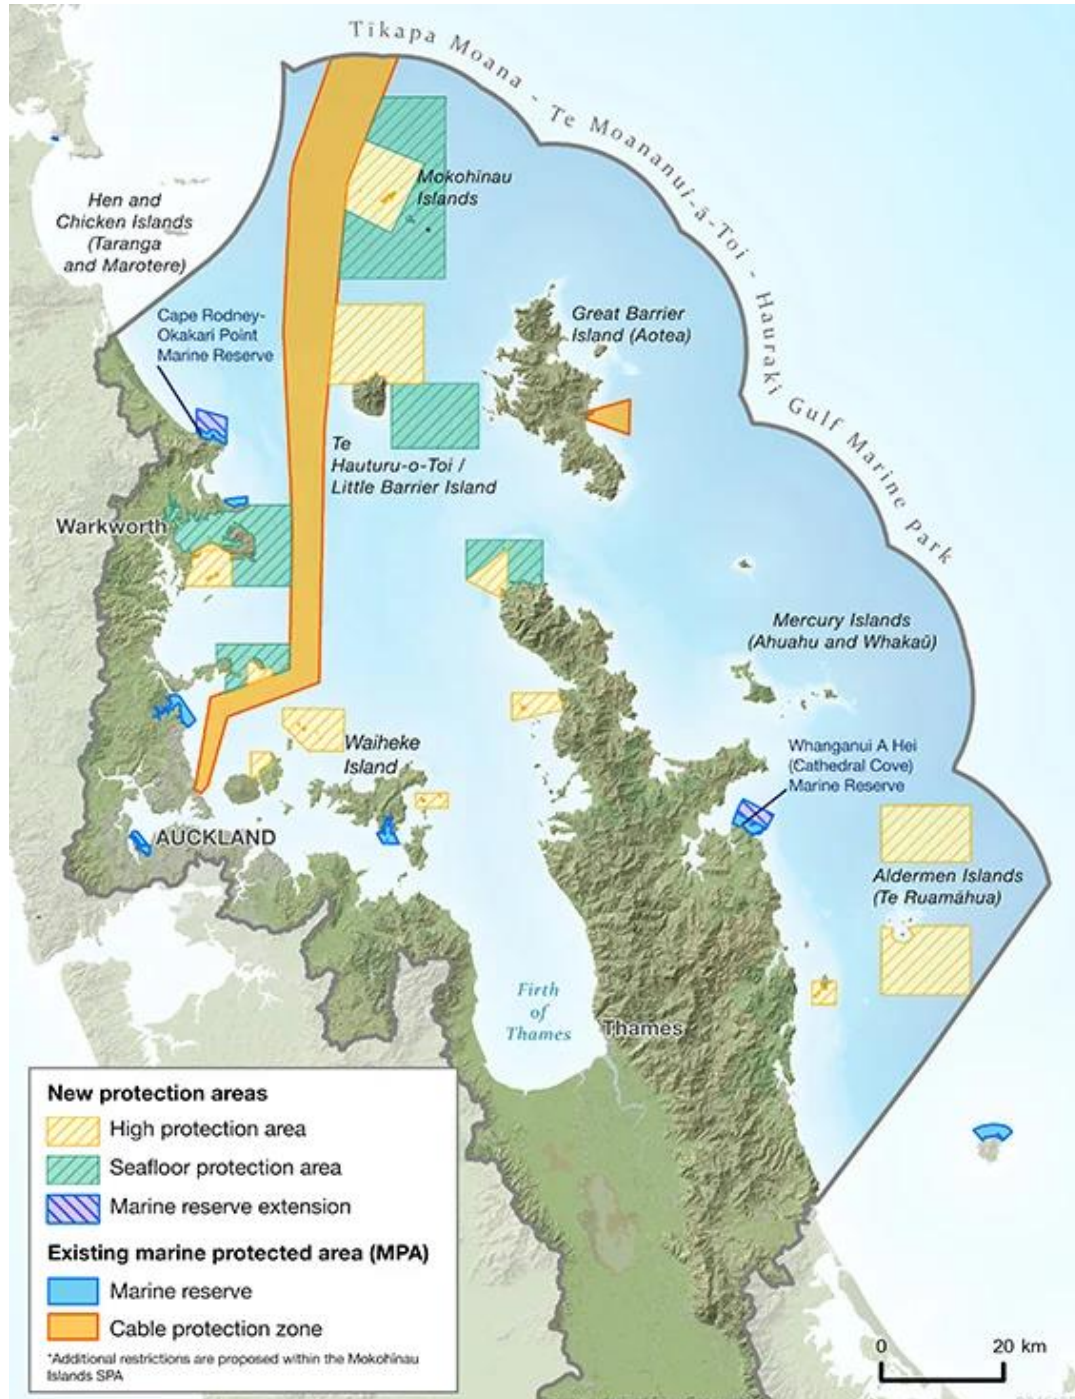 Tīkapa Moana - Te Moananui-ā-Toi - Hauraki Gulf Marine Park
Mokohīnau
Islands
Hen and
Chicken Islands
(Taranga
and Marotere)
Cape Rodney-
Okakari Point
Marine Reserve
Great Barrier
Island (Aotea)
Te
Hauturu-o-Toi /
Little Barrier Island
Warkworth
Mercury Islands
(Ahuahu and Whakaū)
Waiheke
Island
Whanganui A Hei
(Cathedral Cove)
Marine Reserve
AUCKLAND
Aldermen Islands
(Te Ruamāhua)
Firth
of
Thames
Thames
New protection areas
High protection area
Seafloor protection area
Marine reserve extension
Existing marine protected area (MPA)
Marine reserve
Cable protection zone
*Additional restrictions are proposed within the Mokohīnau
Islands SPA
0 20 km